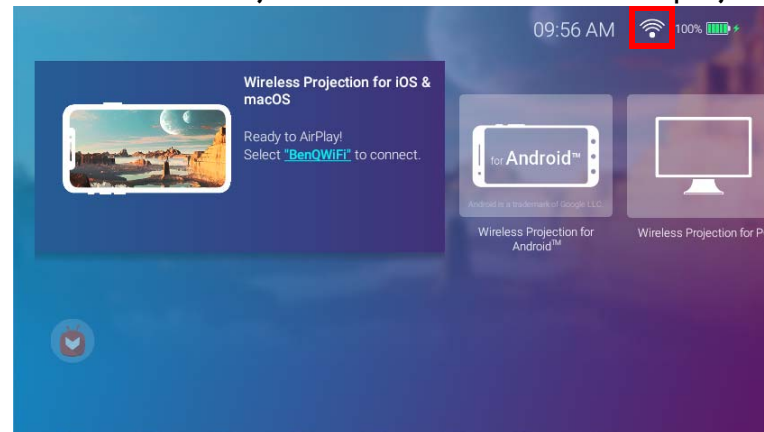 09:56 AM
100%
Wireless Projection for iOS &
macOS
Ready to AirPlay!
Select "BenQWiFi" to connect.
for Android™
Android is a trademark of Google LLC.
Wireless Projection for
Android™
Wireless Projection for P